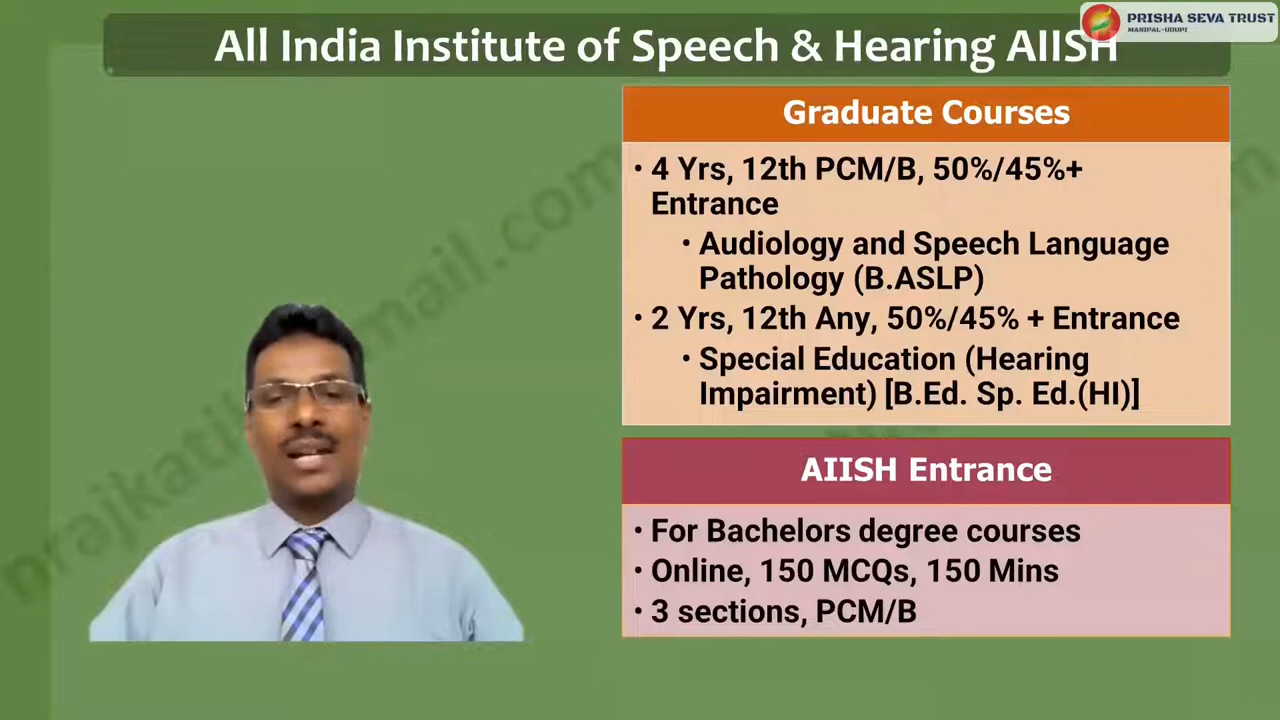 All India Institute of Speech & Hearing AIISH
PRISHA SEVA TRUST
MANIPAL-UDUPI
Graduate Courses
• 4 Yrs, 12th PCM/B, 50%/45%+
Entrance
• Audiology and Speech Language
Pathology (B.ASLP)
• 2 Yrs, 12th Any, 50%/45% + Entrance
• Special Education (Hearing
Impairment) [B.Ed. Sp. Ed.(HI)]
AIISH Entrance
• For Bachelors degree courses
• Online, 150 MCQs, 150 Mins
• 3 sections, PCM/B